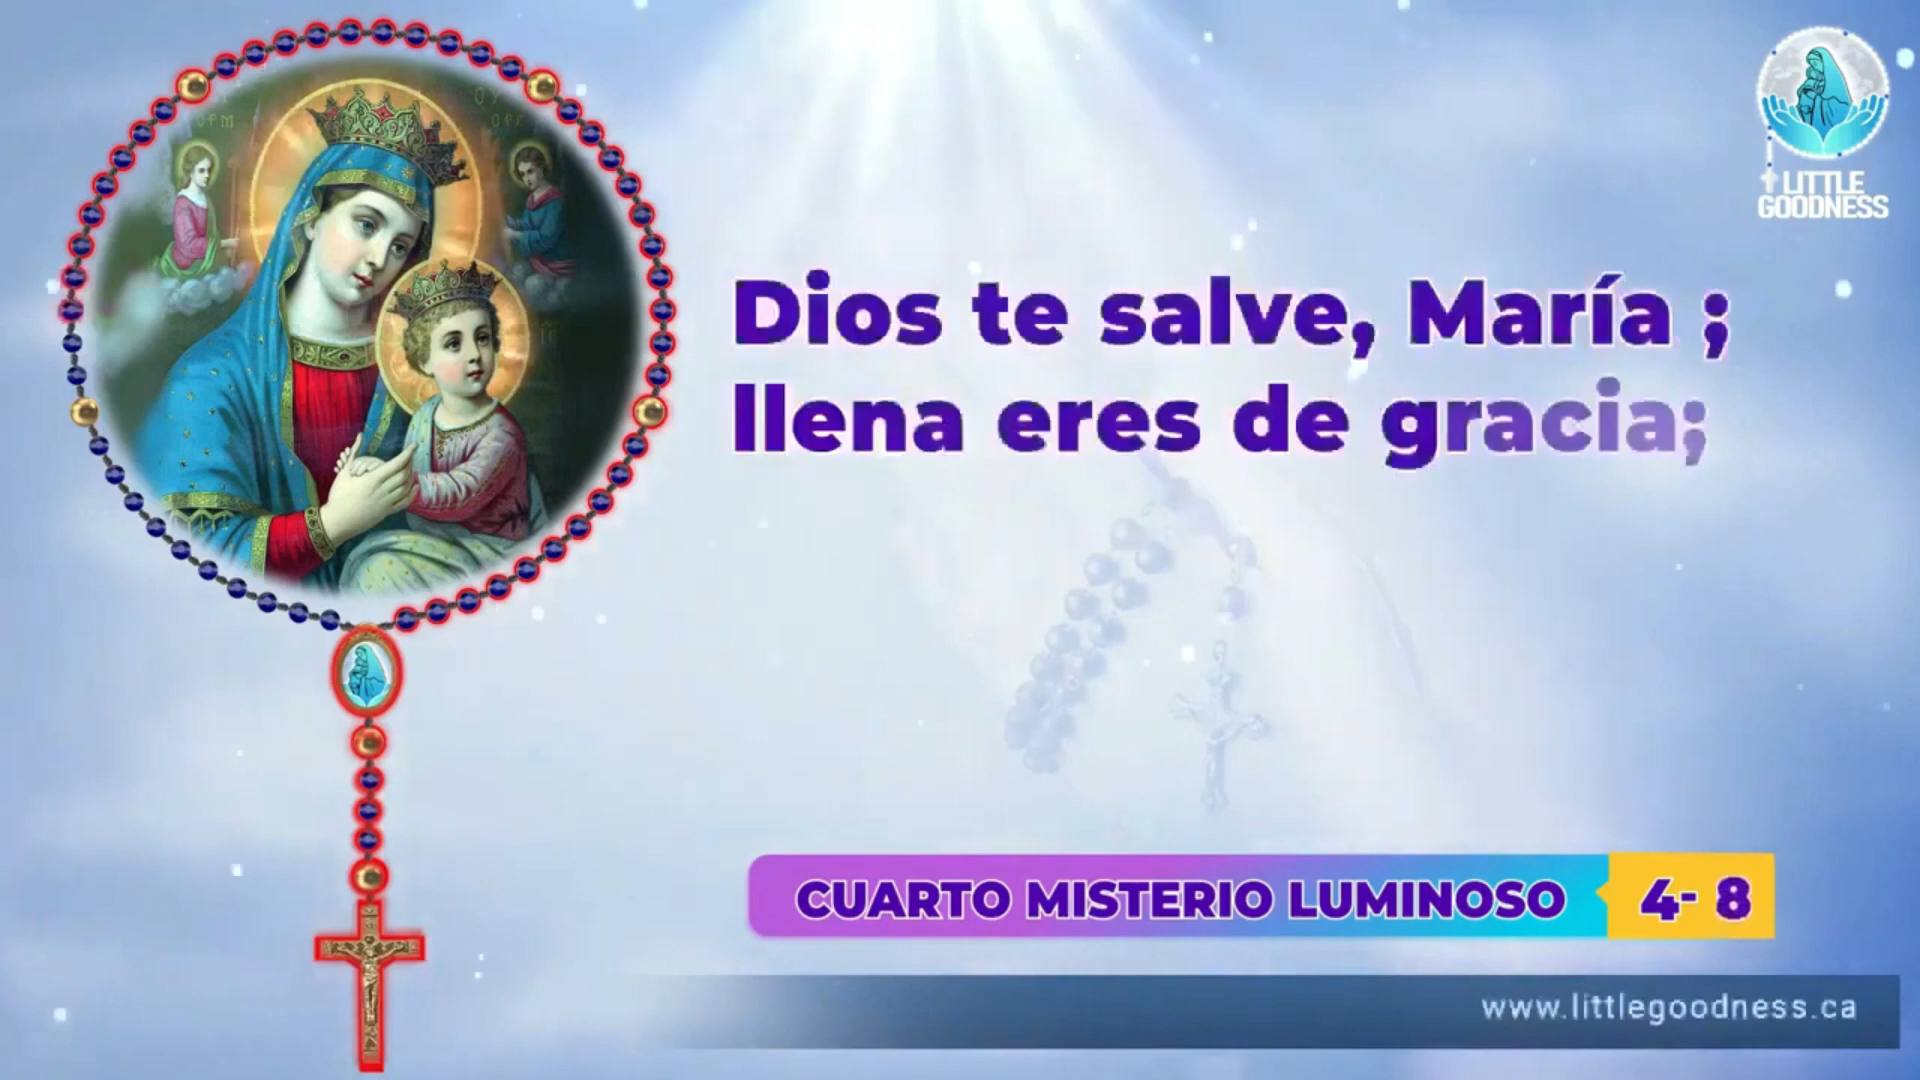 LITTLE
GOODNESS
Dios te salve, María ;
llena eres de gracia;
CUARTO MISTERIO LUMINOSO
4- 8
www.littlegoodness.ca